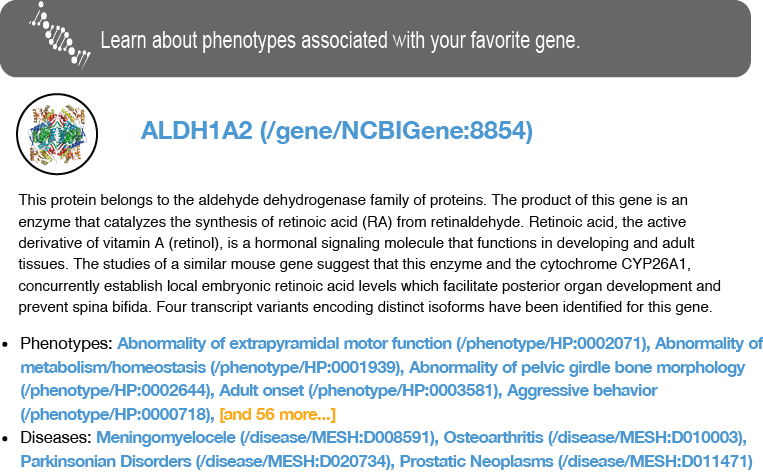 Learn about phenotypes associated with your favorite gene.
ALDH1A2 (/gene/NCBIGene:8854)
This protein belongs to the aldehyde dehydrogenase family of proteins. The product of this gene is an
enzyme that catalyzes the synthesis of retinoic acid (RA) from retinaldehyde. Retinoic acid, the active
derivative of vitamin A (retinol), is a hormonal signaling molecule that functions in developing and adult
tissues. The studies of a similar mouse gene suggest that this enzyme and the cytochrome CYP26A1,
concurrently establish local embryonic retinoic acid levels which facilitate posterior organ development and
prevent spina bifida. Four transcript variants encoding distinct isoforms have been identified for this gene.
• Phenotypes: Abnormality of extrapyramidal motor function (/phenotype/HP:0002071), Abnormality of
metabolism/homeostasis (/phenotype/HP:0001939), Abnormality of pelvic girdle bone morphology
(/phenotype/HP:0002644), Adult onset (/phenotype/HP:0003581), Aggressive behavior
(/phenotype/HP:0000718), [and 56 more...]
• Diseases: Meningomyelocele (/disease/MESH:D008591), Osteoarthritis (/disease/MESH:D010003),
Parkinsonian Disorders (/disease/MESH:D020734), Prostatic Neoplasms (/disease/MESH:D011471)